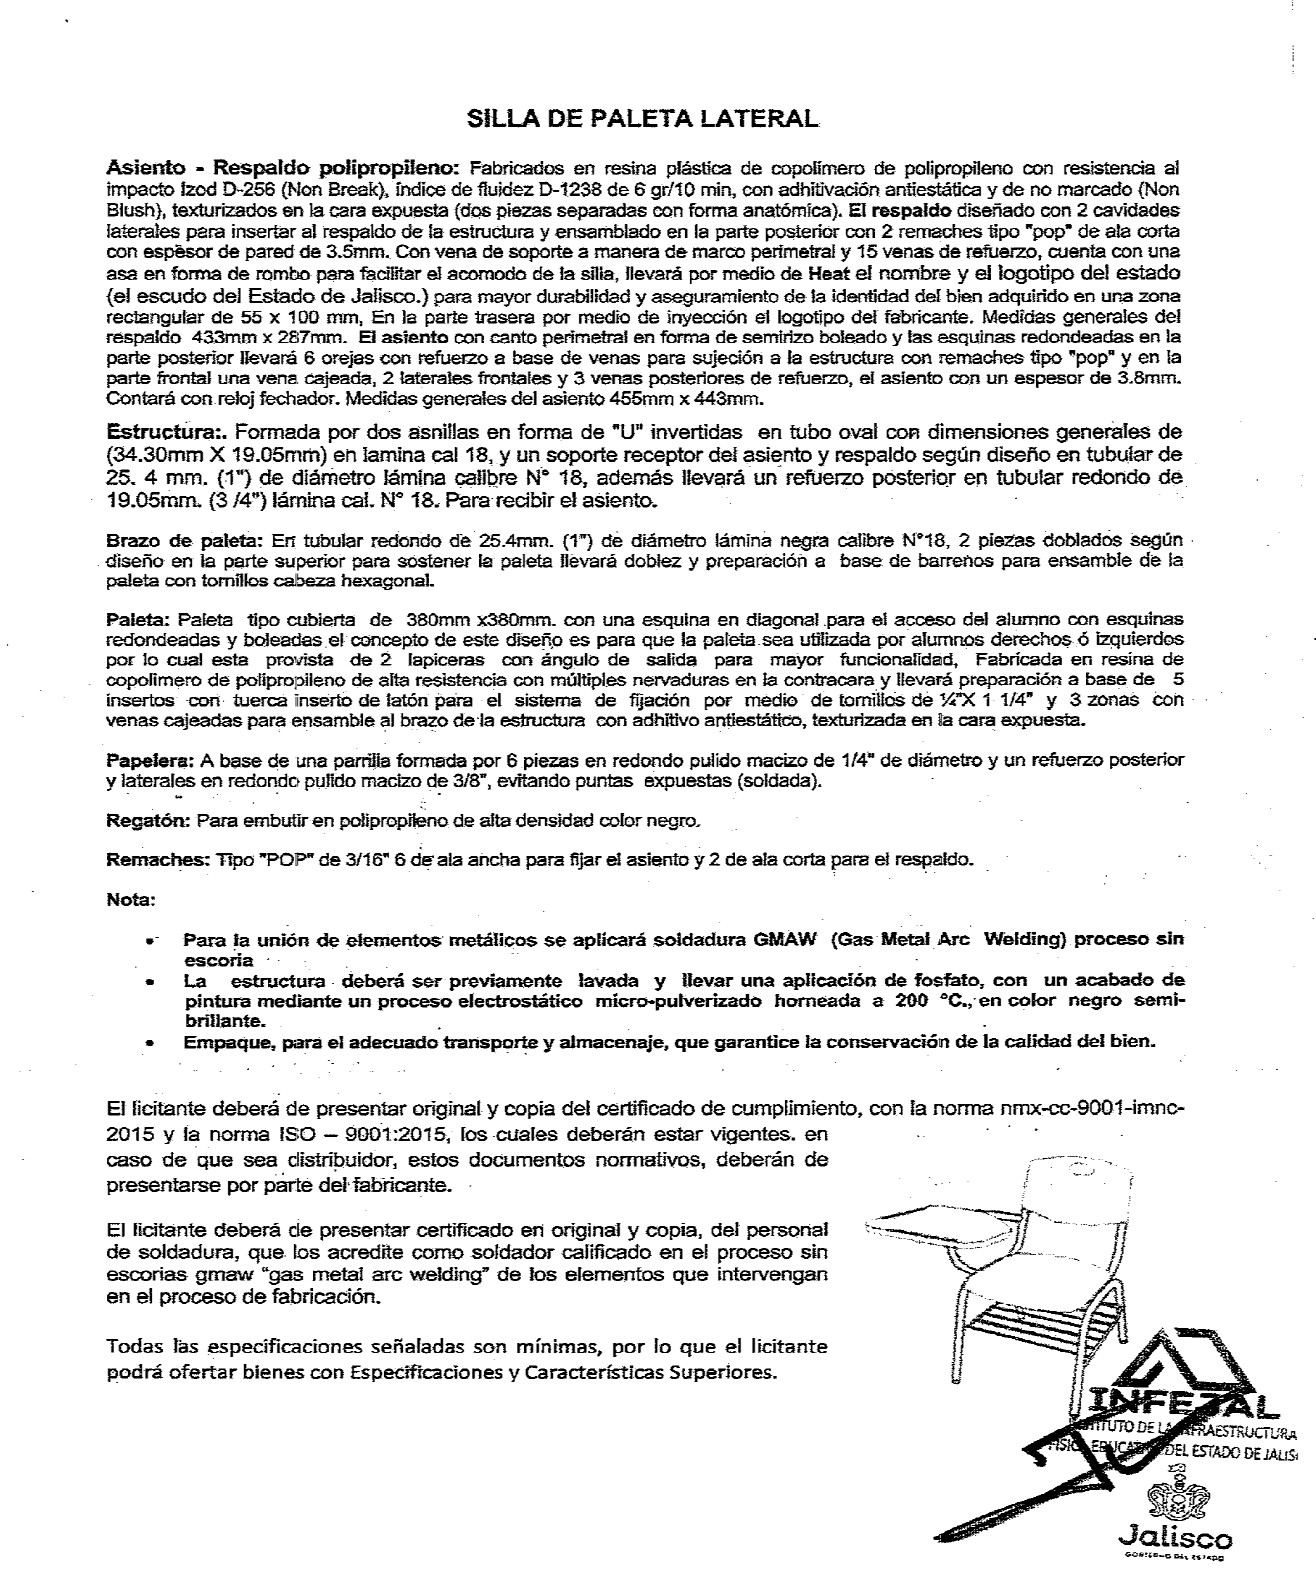 SILLA DE PALETA LATERAL
Asiento - Respaldo polipropileno: Fabricados en resina plástica de copolímero de polipropileno con resistencia al
impacto Izod D-256 (Non Break), índice de fluidez D-1238 de 6 gr/10 min, con adhitivación antiestática y de no marcado (Non
Blush), texturizados en la cara expuesta (dos piezas separadas con forma anatómica). El respaldo diseñado con 2 cavidades
laterales para insertar al respaldo de la estructura y ensamblado en la parte posterior con 2 remaches tipo "pop" de ala corta
con espesor de pared de 3.5mm. Con vena de soporte a manera de marco perimetral y 15 venas de refuerzo, cuenta con una
asa en forma de rombo para facilitar el acomodo de la silla, llevará por medio de Heat el nombre y el logotipo del estado
(el escudo del Estado de Jalisco.) para mayor durabilidad y aseguramiento de la identidad del bien adquirido en una zona
rectangular de 55 x 100 mm, En la parte trasera por medio de inyección el logotipo del fabricante. Medidas generales del
respaldo 433mm x 287mm. El asiento con canto perimetral en forma de semirizo boleado y las esquinas redondeadas en la
parte posterior llevará 6 orejas con refuerzo a base de venas para sujeción a la estructura con remaches tipo "pop" y en la
parte frontal una vena cajeada, 2 laterales frontales y 3 venas posteriores de refuerzo, el asiento con un espesor de 3.8mm.
Contará con reloj fechador. Medidas generales del asiento 455mm x 443mm.
Estructura:. Formada por dos asnillas en forma de "U" invertidas en tubo oval con dimensiones generales de
(34.30mm X 19.05mm) en lamina cal 18, y un soporte receptor del asiento y respaldo según diseño en tubular de
25. 4 mm. (1") de diámetro lámina calibre N° 18, además llevará un refuerzo posterior en tubular redondo de
19.05mm. (3 /4") lámina cal. N° 18. Para recibir el asiento.
Brazo de paleta: En tubular redondo de 25.4mm. (1") de diámetro lámina negra calibre N°18, 2 piezas doblados según
diseño en la parte superior para sostener la paleta llevará doblez y preparación a base de barreños para ensamble de la
paleta con tornillos cabeza hexagonal.
Paleta: Paleta tipo cubierta de 380mm x380mm. con una esquina en diagonal para el acceso del alumno con esquinas
redondeadas y boleadas el concepto de este diseño es para que la paleta sea utilizada por alumnos derechos ó izquierdos
por lo cual esta provista de 2 lapiceras con ángulo de salida para mayor funcionalidad, Fabricada en resina de
copolímero de polipropileno de alta resistencia con múltiples nervaduras en la contracara y llevará preparación a base de 5
insertos con tuerca inserto de latón para el sistema de fijación por medio de tornillos de ¼"X 1 1/4" y 3 zonas con
venas cajeadas para ensamble al brazo de la estructura con adhitivo antiestático, texturizada en la cara expuesta.
Papelera: A base de una parrilla formada por 6 piezas en redondo pulido macizo de 1/4" de diámetro y un refuerzo posterior
y laterales en redondo pulido macizo de 3/8", evitando puntas expuestas (soldada).
Regatón: Para embutir en polipropileno de alta densidad color negro.
Remaches: Tipo "POP" de 3/16" 6 de ala ancha para fijar el asiento y 2 de ala corta para el respaldo.
Nota:
• Para la unión de elementos metálicos se aplicará soldadura GMAW (Gas Metal Arc Welding) proceso sin
escoria
• La estructura deberá ser previamente lavada y llevar una aplicación de fosfato, con un acabado de
pintura mediante un proceso electrostático micro-pulverizado horneada a 200 °C., en color negro semi-
brillante.
• Empaque, para el adecuado transporte y almacenaje, que garantice la conservación de la calidad del bien.
El licitante deberá de presentar original y copia del certificado de cumplimiento, con la norma nmx-cc-9001-imnc-
2015 y la norma ISO – 9001:2015, los cuales deberán estar vigentes. en
caso de que sea distribuidor, estos documentos normativos, deberán de
presentarse por parte del fabricante.
El licitante deberá de presentar certificado en original y copia, del personal
de soldadura, que los acredite como soldador calificado en el proceso sin
escorias gmaw "gas metal arc welding" de los elementos que intervengan
en el proceso de fabricación.
Todas las especificaciones señaladas son mínimas, por lo que el licitante
podrá ofertar bienes con Especificaciones y Características Superiores.
INFEJAL
DE
DEL ESTADO DE JALIS
Jalisco
GOBIERNO DEL ESTADO